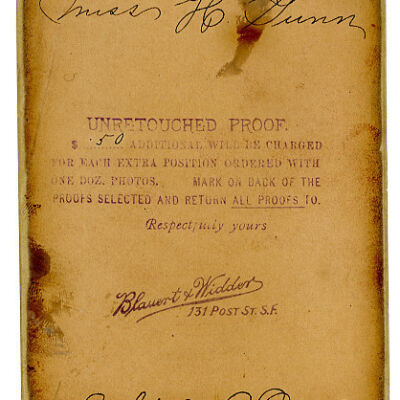 Miss H. Gunn
UNRETOUCHED PROOF.
$ .50 ADDITIONAL WILL BE CHARGED
FOR EACH EXTRA POSITION ORDERED WITH
ONE DOZ. PHOTOS. MARK ON BACK OF THE
PROOFS SELECTED AND RETURN ALL PROOFS TO.
Respectfully yours
Blauert & Widder
131 POST ST. S.F.